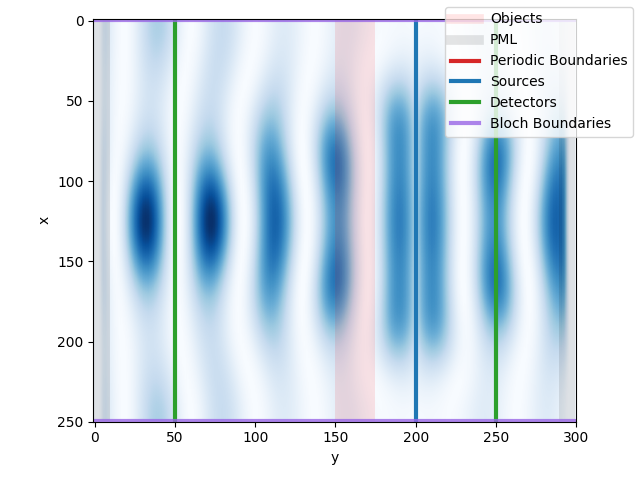 Objects
PML
Periodic Boundaries
Sources
Detectors
Bloch Boundaries
0
50
100
150
200
250
x
0 50 100 150 200 250 300
y